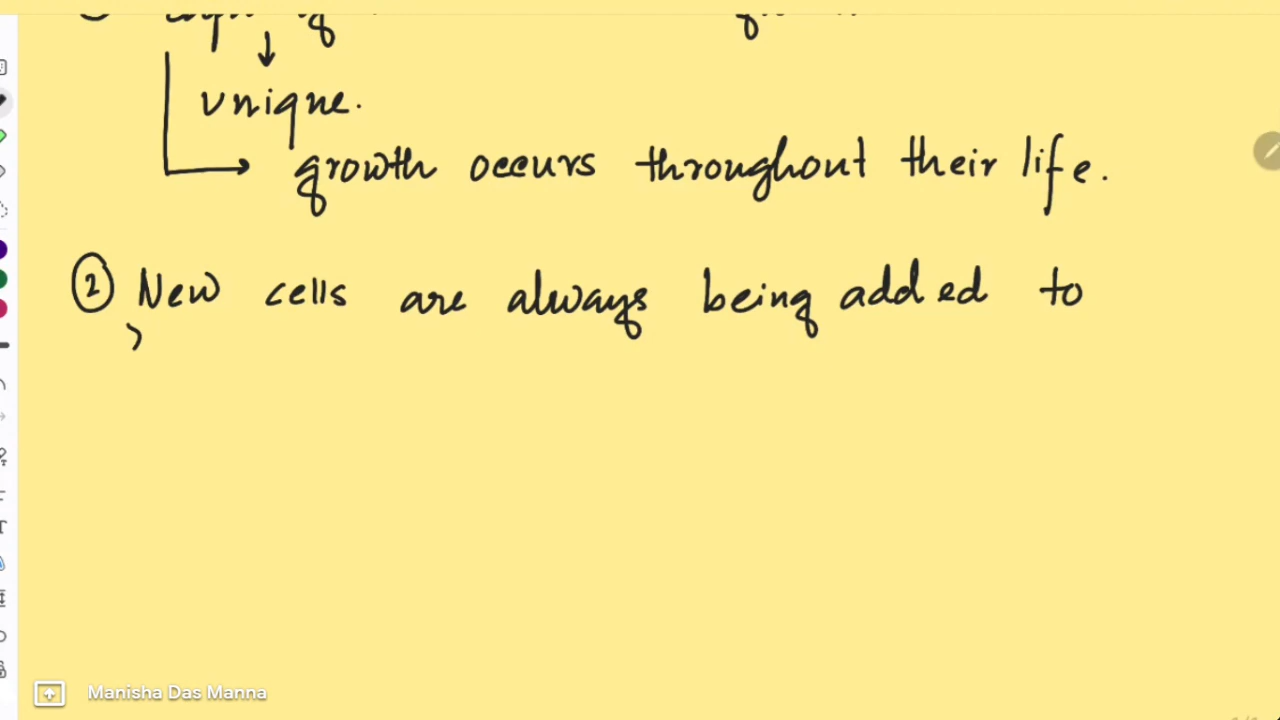 unique.
growth occurs throughout their life.
② New cells are always being added to
Manisha Das Manna